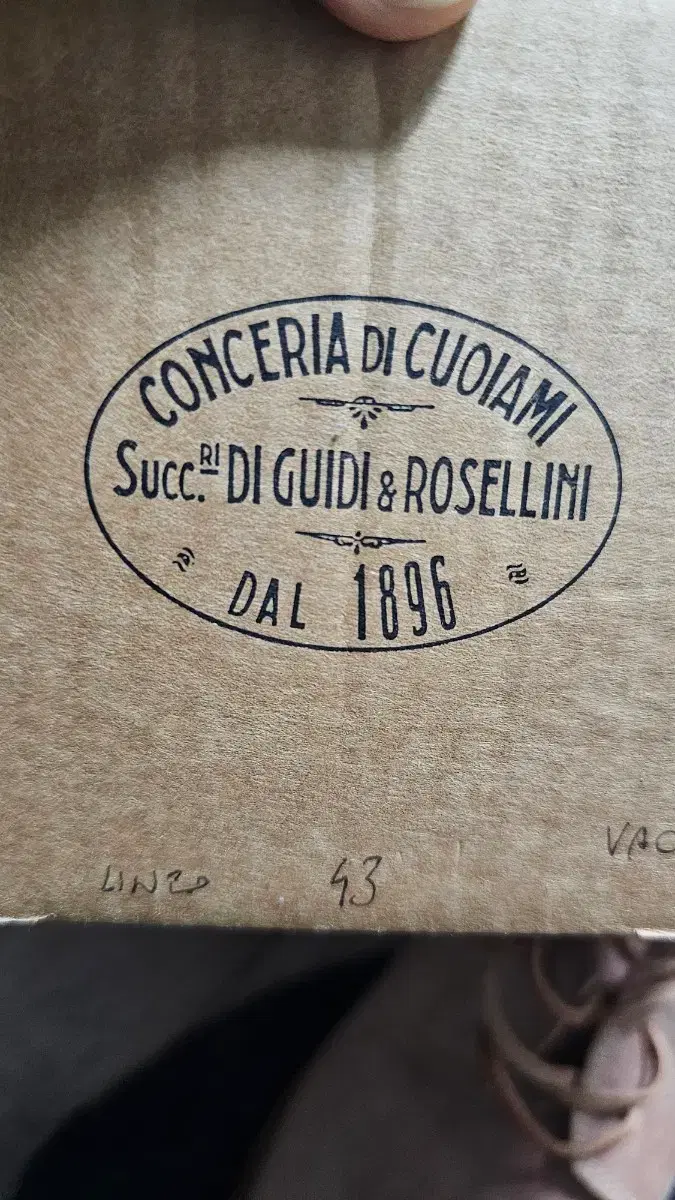 CONCERIA DI CUOIAMI
Succ.RI DI GUIDI & ROSELLINI
DAL 1896
43